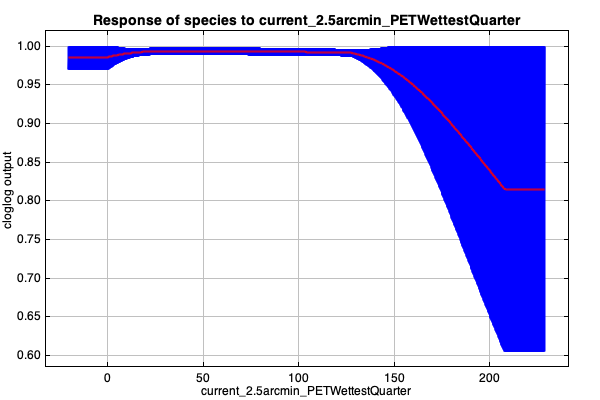 Response of species to current_2.5arcmin_PETWettestQuarter
1.00
0.95
0.90
0.85
0.80
0.75
0.70
0.65
0.60
cloglog output
0 50 100 150 200
current_2.5arcmin_PETWettestQuarter